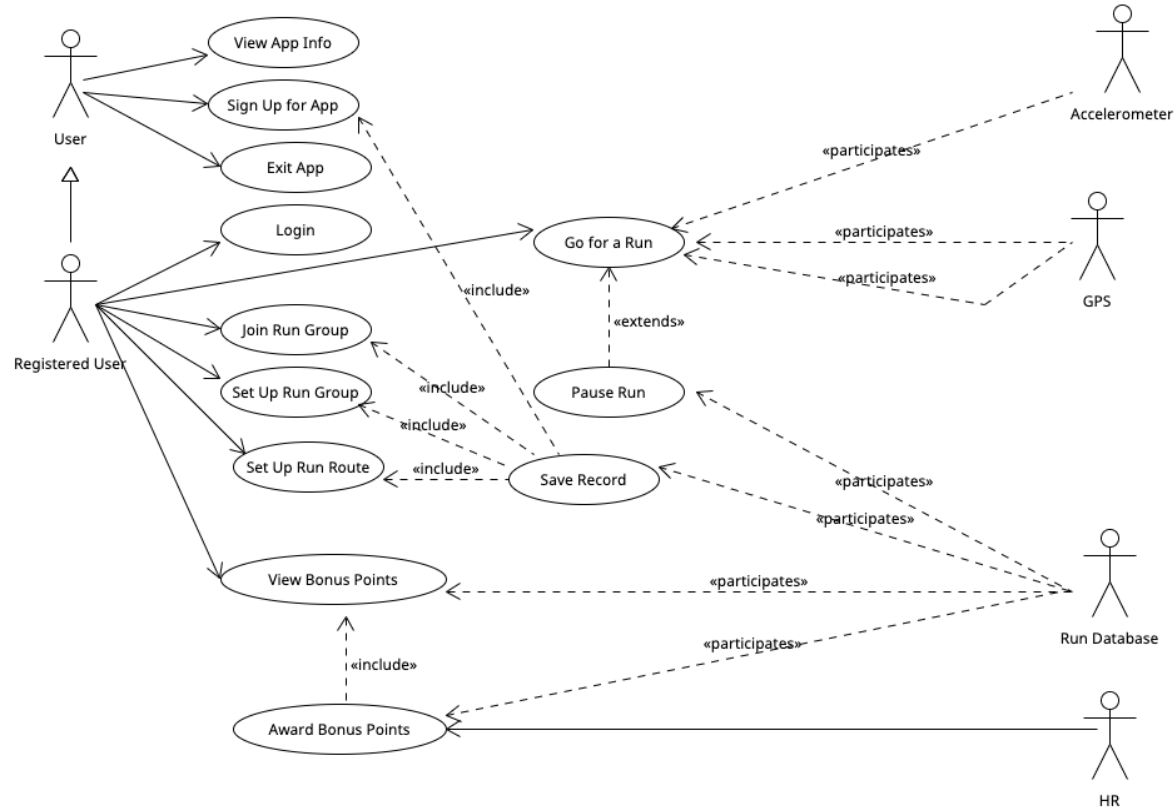 View App Info
Accelerometer
Sign Up for App
User
«participates»
Exit App
Login
Go for a Run
«participates»
«participates»
GPS
«include»
«extends»
Join Run Group
Registered User
Set Up Run Group
«include»
Pause Run
«include»
Set Up Run Route
«include»
Save Record
«participates»
«participates»
View Bonus Points
«participates»
Run Database
«participates»
«include»
Award Bonus Points
HR